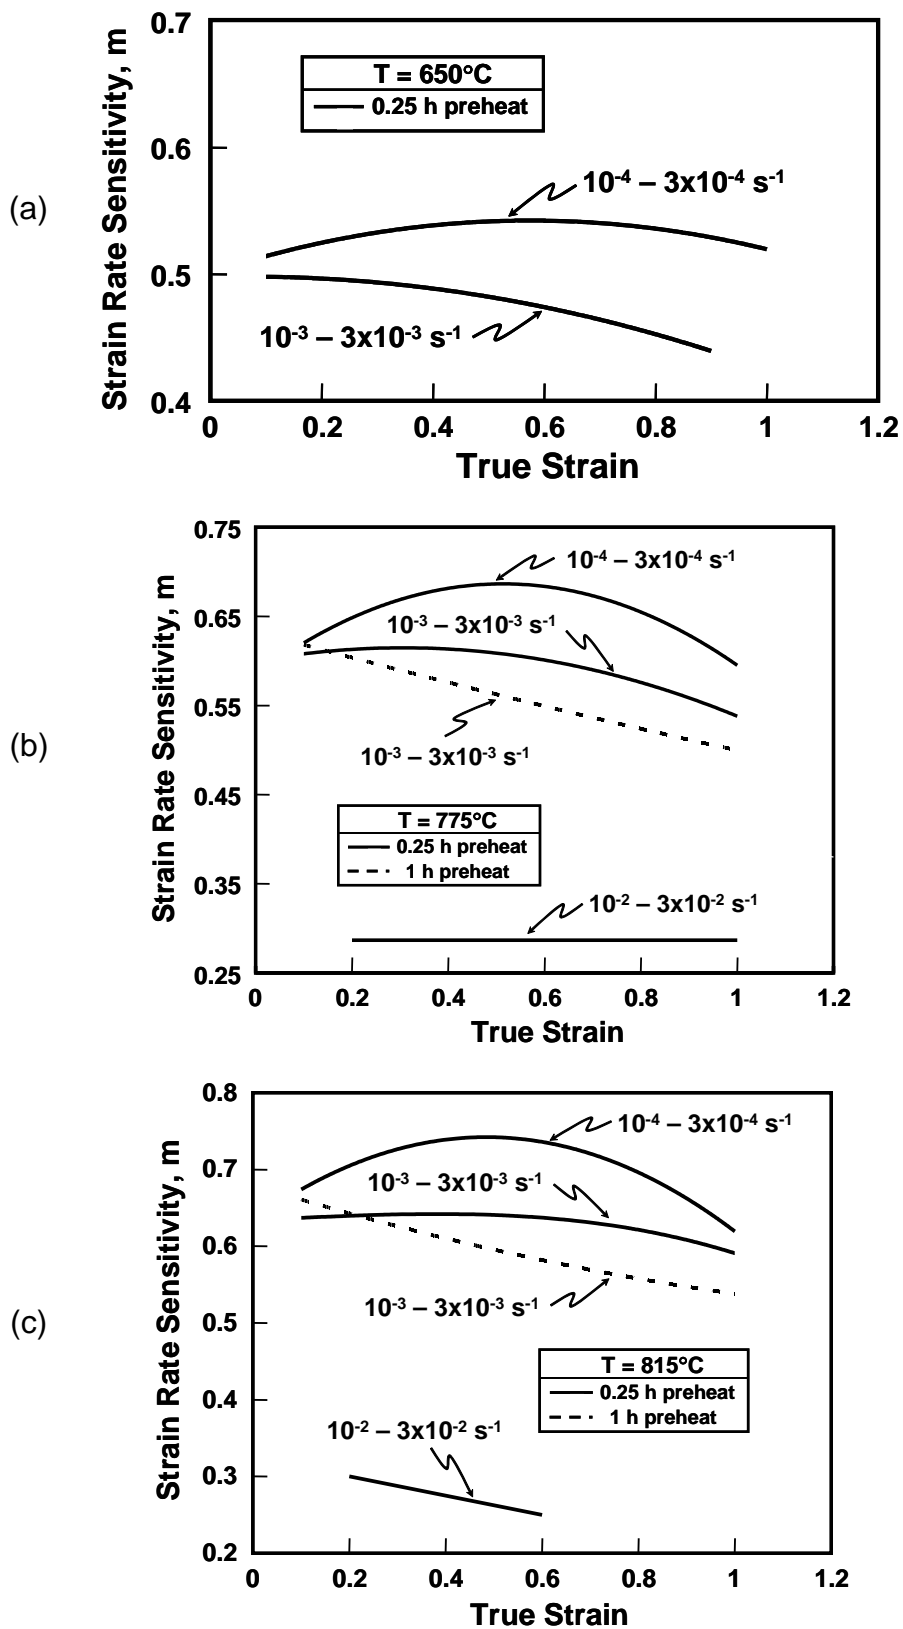 (a)
Strain Rate Sensitivity, m
0.7
0.6
0.5
0.4
T = 650°C
0.25 h preheat
10⁻⁴ – 3x10⁻⁴ s⁻¹
10⁻³ – 3x10⁻³ s⁻¹
0 0.2 0.4 0.6 0.8 1 1.2
True Strain
(b)
Strain Rate Sensitivity, m
0.75
0.65
0.55
0.45
0.35
0.25
10⁻⁴ – 3x10⁻⁴ s⁻¹
10⁻³ – 3x10⁻³ s⁻¹
10⁻³ – 3x10⁻³ s⁻¹
T = 775°C
0.25 h preheat
1 h preheat
10⁻² – 3x10⁻² s⁻¹
0 0.2 0.4 0.6 0.8 1 1.2
True Strain
(c)
Strain Rate Sensitivity, m
0.8
0.7
0.6
0.5
0.4
0.3
0.2
10⁻⁴ – 3x10⁻⁴ s⁻¹
10⁻³ – 3x10⁻³ s⁻¹
10⁻³ – 3x10⁻³ s⁻¹
T = 815°C
0.25 h preheat
1 h preheat
10⁻² – 3x10⁻² s⁻¹
0 0.2 0.4 0.6 0.8 1 1.2
True Strain